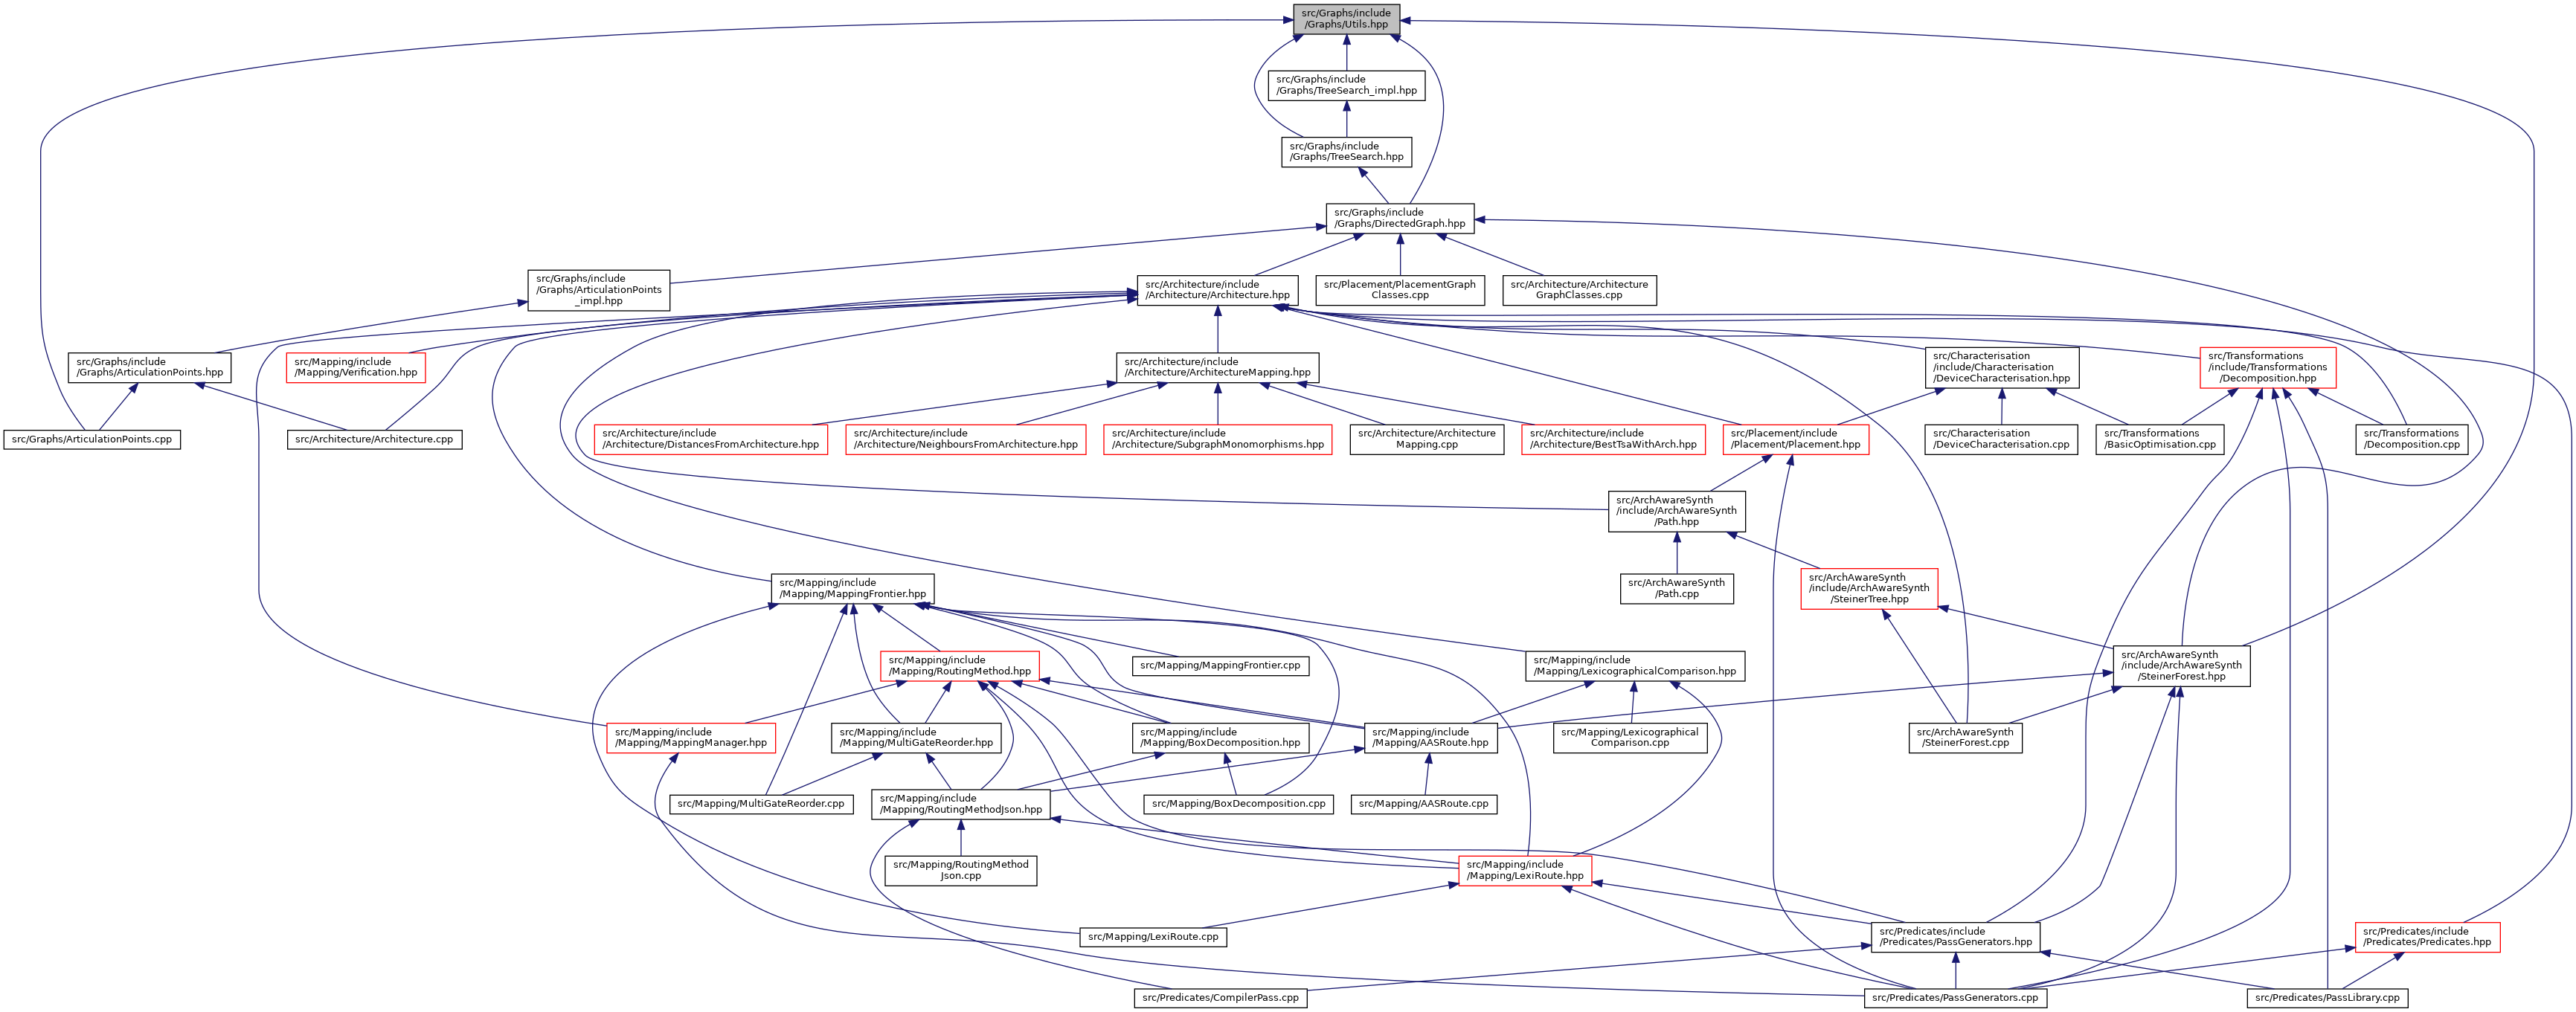 src/Graphs/include
/Graphs/Utils.hpp
src/Graphs/include
/Graphs/TreeSearch_impl.hpp
src/Graphs/include
/Graphs/TreeSearch.hpp
src/Graphs/include
/Graphs/DirectedGraph.hpp
src/Graphs/include
/Graphs/ArticulationPoints
_impl.hpp
src/Architecture/include
/Architecture/Architecture.hpp
src/Placement/PlacementGraph
Classes.cpp
src/Architecture/Architecture
GraphClasses.cpp
src/Graphs/include
/Graphs/ArticulationPoints.hpp
src/Mapping/include
/Mapping/Verification.hpp
src/Architecture/include
/Architecture/ArchitectureMapping.hpp
src/Characterisation
/include/Characterisation
/DeviceCharacterisation.hpp
src/Transformations
/include/Transformations
/Decomposition.hpp
src/Graphs/ArticulationPoints.cpp
src/Architecture/Architecture.cpp
src/Architecture/include
/Architecture/DistancesFromArchitecture.hpp
src/Architecture/include
/Architecture/NeighboursFromArchitecture.hpp
src/Architecture/include
/Architecture/SubgraphMonomorphisms.hpp
src/Architecture/Architecture
Mapping.cpp
src/Architecture/include
/Architecture/BestTsaWithArch.hpp
src/Placement/include
/Placement/Placement.hpp
src/Characterisation
/DeviceCharacterisation.cpp
src/Transformations
/BasicOptimisation.cpp
src/Transformations
/Decomposition.cpp
src/ArchAwareSynth
/include/ArchAwareSynth
/Path.hpp
src/Mapping/include
/Mapping/MappingFrontier.hpp
src/ArchAwareSynth
/Path.cpp
src/ArchAwareSynth
/include/ArchAwareSynth
/SteinerTree.hpp
src/Mapping/include
/Mapping/RoutingMethod.hpp
src/Mapping/MappingFrontier.cpp
src/Mapping/include
/Mapping/LexicographicalComparison.hpp
src/ArchAwareSynth
/include/ArchAwareSynth
/SteinerForest.hpp
src/Mapping/include
/Mapping/MappingManager.hpp
src/Mapping/include
/Mapping/MultiGateReorder.hpp
src/Mapping/include
/Mapping/BoxDecomposition.hpp
src/Mapping/include
/Mapping/AASRoute.hpp
src/Mapping/Lexicographical
Comparison.cpp
src/ArchAwareSynth
/SteinerForest.cpp
src/Mapping/MultiGateReorder.cpp
src/Mapping/include
/Mapping/RoutingMethodJson.hpp
src/Mapping/BoxDecomposition.cpp
src/Mapping/AASRoute.cpp
src/Mapping/RoutingMethod
Json.cpp
src/Mapping/include
/Mapping/LexiRoute.hpp
src/Mapping/LexiRoute.cpp
src/Predicates/include
/Predicates/PassGenerators.hpp
src/Predicates/include
/Predicates/Predicates.hpp
src/Predicates/CompilerPass.cpp
src/Predicates/PassGenerators.cpp
src/Predicates/PassLibrary.cpp